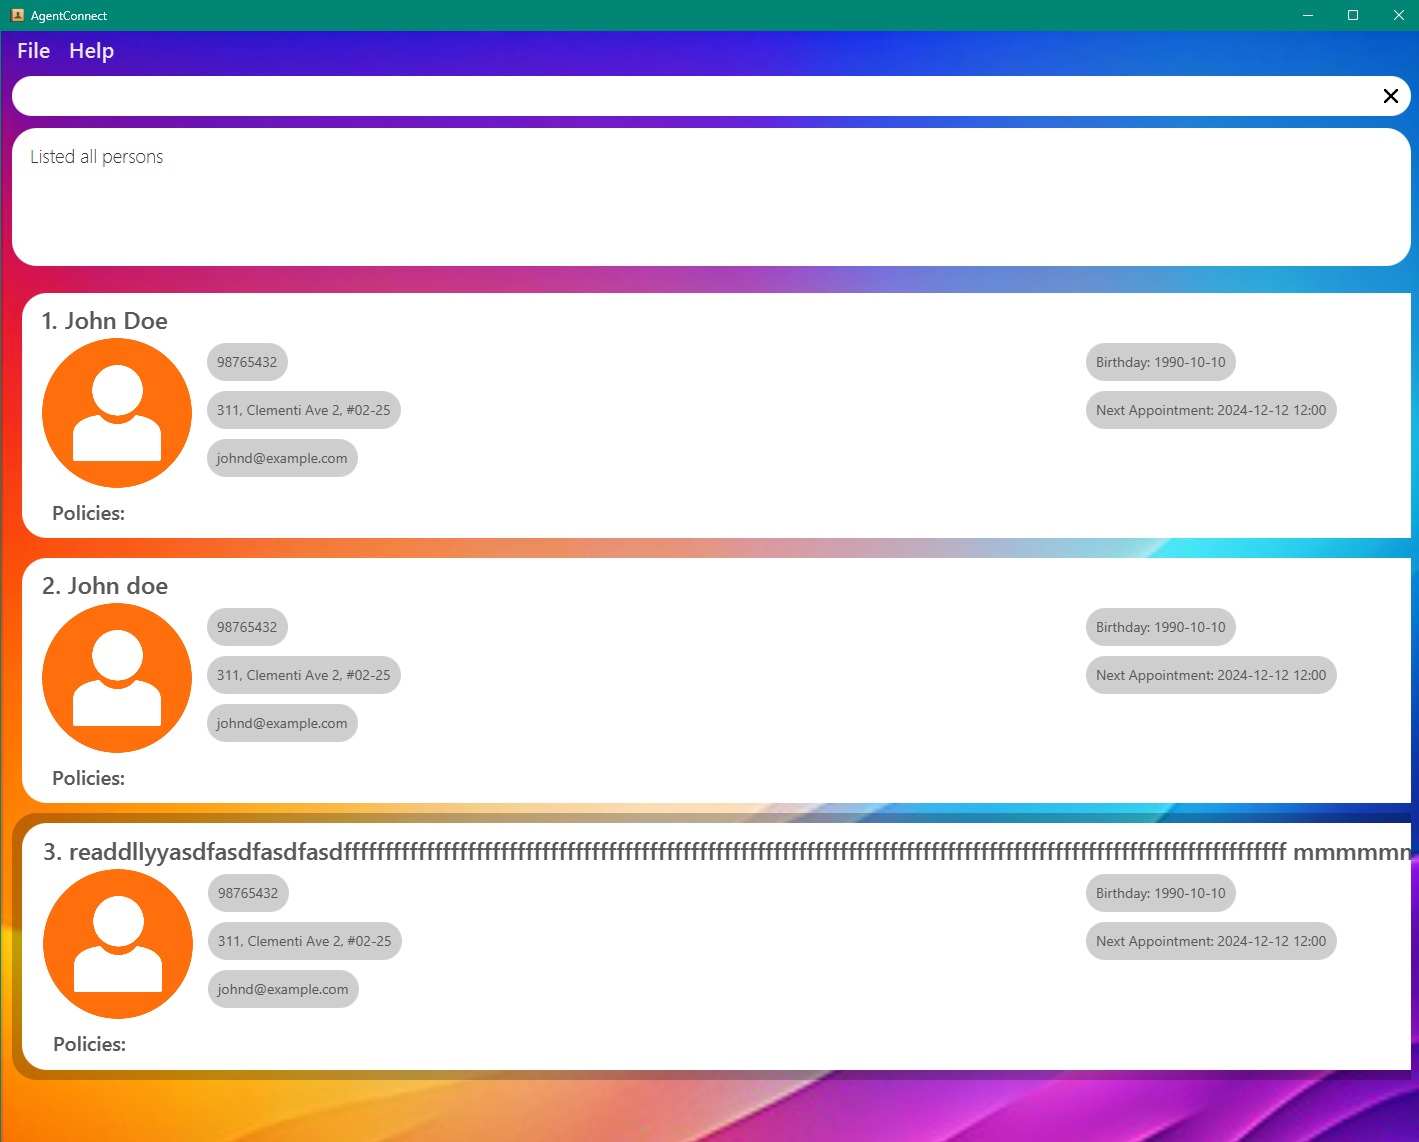 AgentConnect
File Help
Listed all persons
1. John Doe
98765432
Birthday: 1990-10-10
311, Clementi Ave 2, #02-25
Next Appointment: 2024-12-12 12:00
johnd@example.com
Policies:
2. John doe
98765432
Birthday: 1990-10-10
311, Clementi Ave 2, #02-25
Next Appointment: 2024-12-12 12:00
johnd@example.com
Policies:
3.
98765432
Birthday: 1990-10-10
311, Clementi Ave 2, #02-25
Next Appointment: 2024-12-12 12:00
johnd@example.com
Policies: